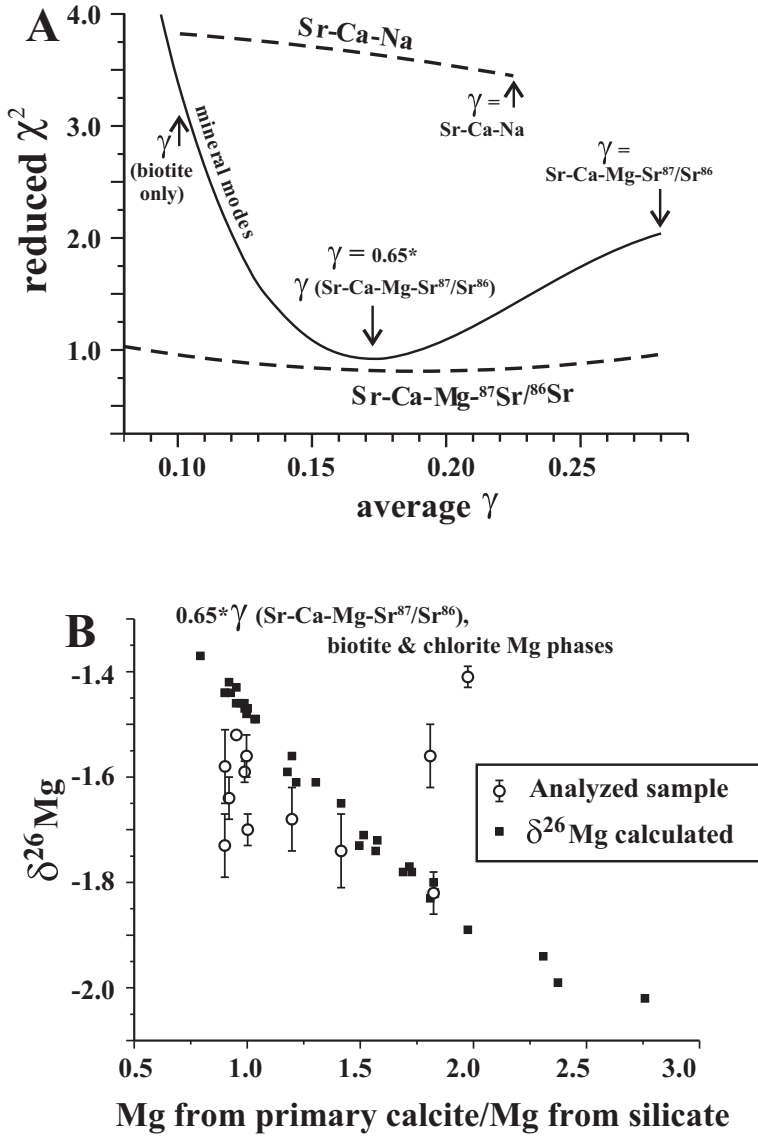 A
4.0
3.0
2.0
1.0
reduced χ²
Sr-Ca-Na
γ
(biotite
only)
mineral modes
γ =
Sr-Ca-Na
γ =
Sr-Ca-Mg-Sr⁸⁷/Sr⁸⁶
γ = 0.65*
γ (Sr-Ca-Mg-Sr⁸⁷/Sr⁸⁶)
Sr-Ca-Mg-⁸⁷Sr/⁸⁶Sr
0.10 0.15 0.20 0.25
average γ
B
0.65*γ (Sr-Ca-Mg-Sr⁸⁷/Sr⁸⁶),
biotite & chlorite Mg phases
-1.4
-1.6
-1.8
-2.0
δ²⁶Mg
Analyzed sample
δ²⁶Mg calculated
0.5 1.0 1.5 2.0 2.5 3.0
Mg from primary calcite/Mg from silicate